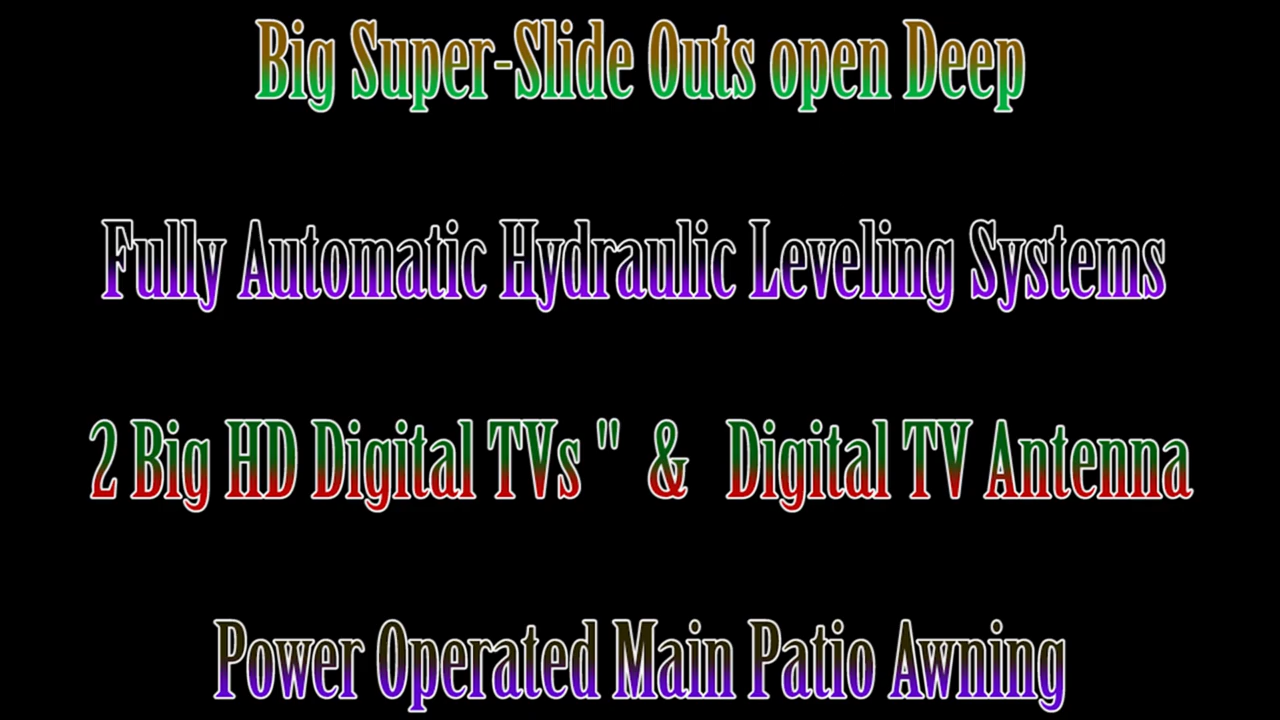 Big Super-Slide Outs open Deep
Fully Automatic Hydraulic Leveling Systems
2 Big HD Digital TVs " & Digital TV Antenna
Power Operated Main Patio Awning